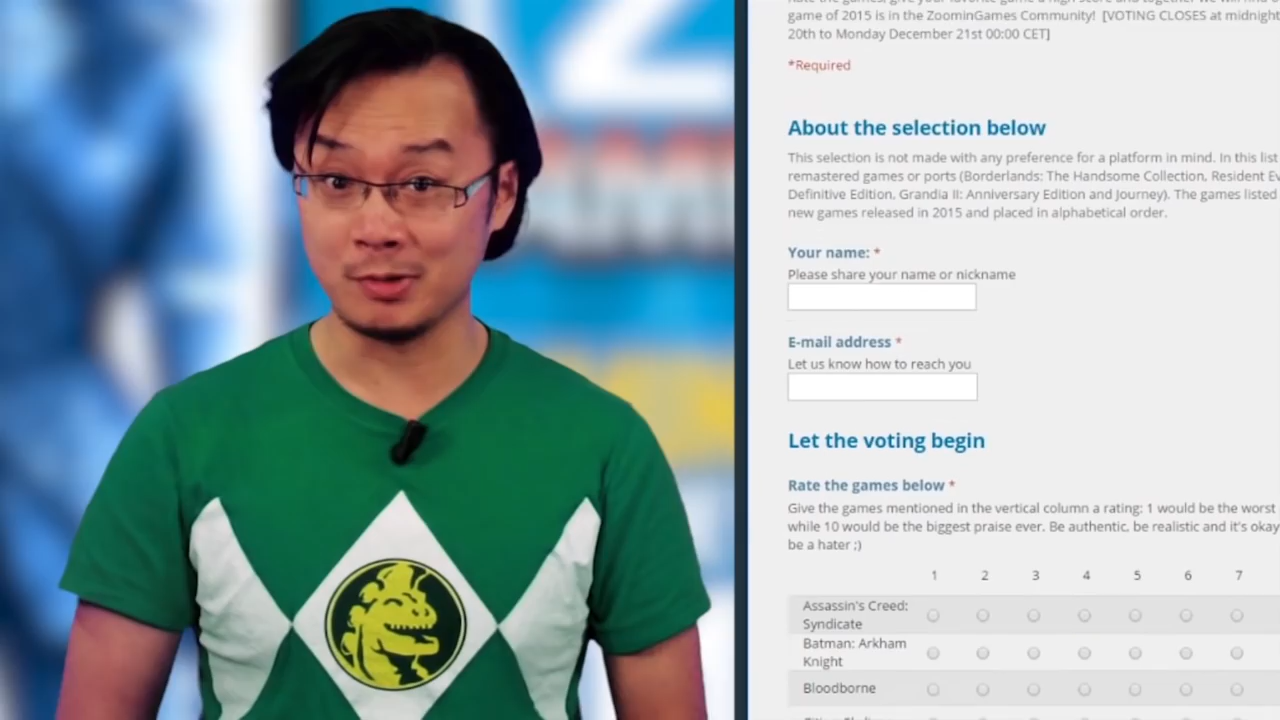 game of 2015 is in the ZoominGames Community! [VOTING CLOSES at midnight
20th to Monday December 21st 00:00 CET]
*Required
About the selection below
This selection is not made with any preference for a platform in mind. In this list
remastered games or ports (Borderlands: The Handsome Collection, Resident
Definitive Edition, Grandia II: Anniversary Edition and Journey). The games listed
new games released in 2015 and placed in alphabetical order.
Your name: *
Please share your name or nickname
E-mail address *
Let us know how to reach you
Let the voting begin
Rate the games below *
Give the games mentioned in the vertical column a rating: 1 would be the worst
while 10 would be the biggest praise ever. Be authentic, be realistic and it's okay
be a hater ;)
1 2 3 4 5 6 7
Assassin's Creed:
Syndicate
Batman: Arkham
Knight
Bloodborne